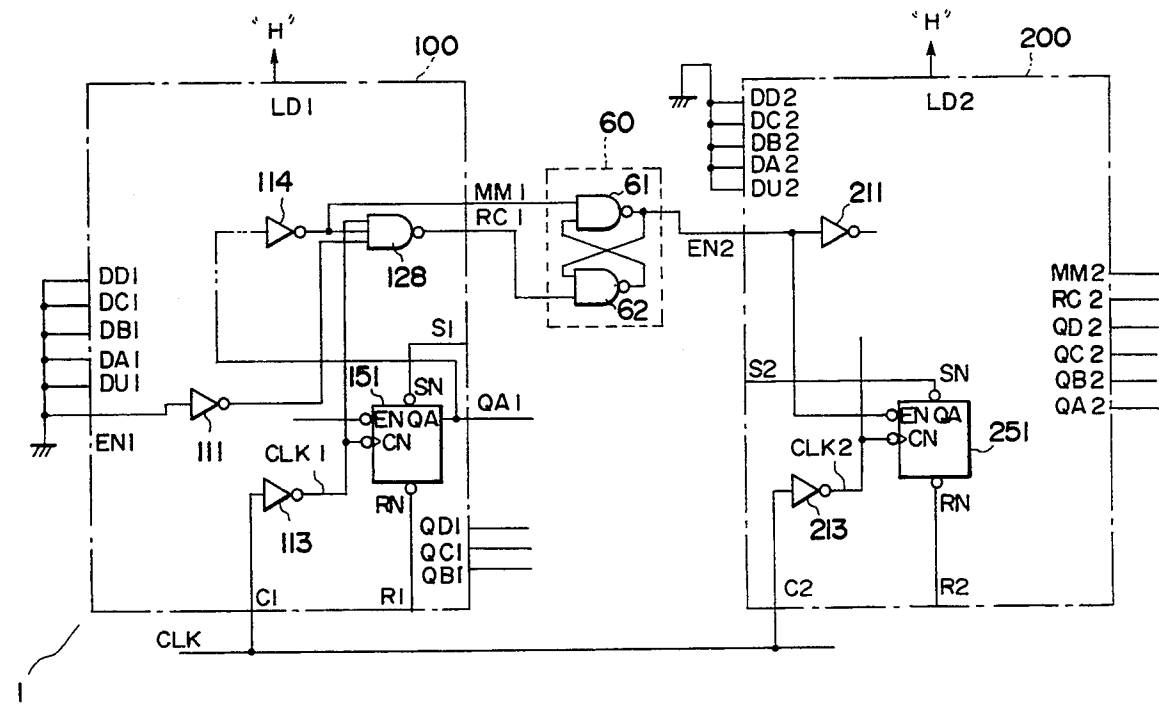 "H"
"H"
100
200
LD1
LD2
DD2
DC2
DB2
DA2
DU2
60
61
114
MM1
RC1
211
128
62
EN2
DD1
DC1
DB1
DA1
DU1
MM2
RC2
QD2
QC2
QB2
QA2
S1
S2
151
SN
SN
EN QA
QA1
EN QA
CN
CN
251
EN1
111
CLK1
CLK2
RN
RN
113
213
QD1
QC1
QB1
C1
R1
C2
R2
CLK
1